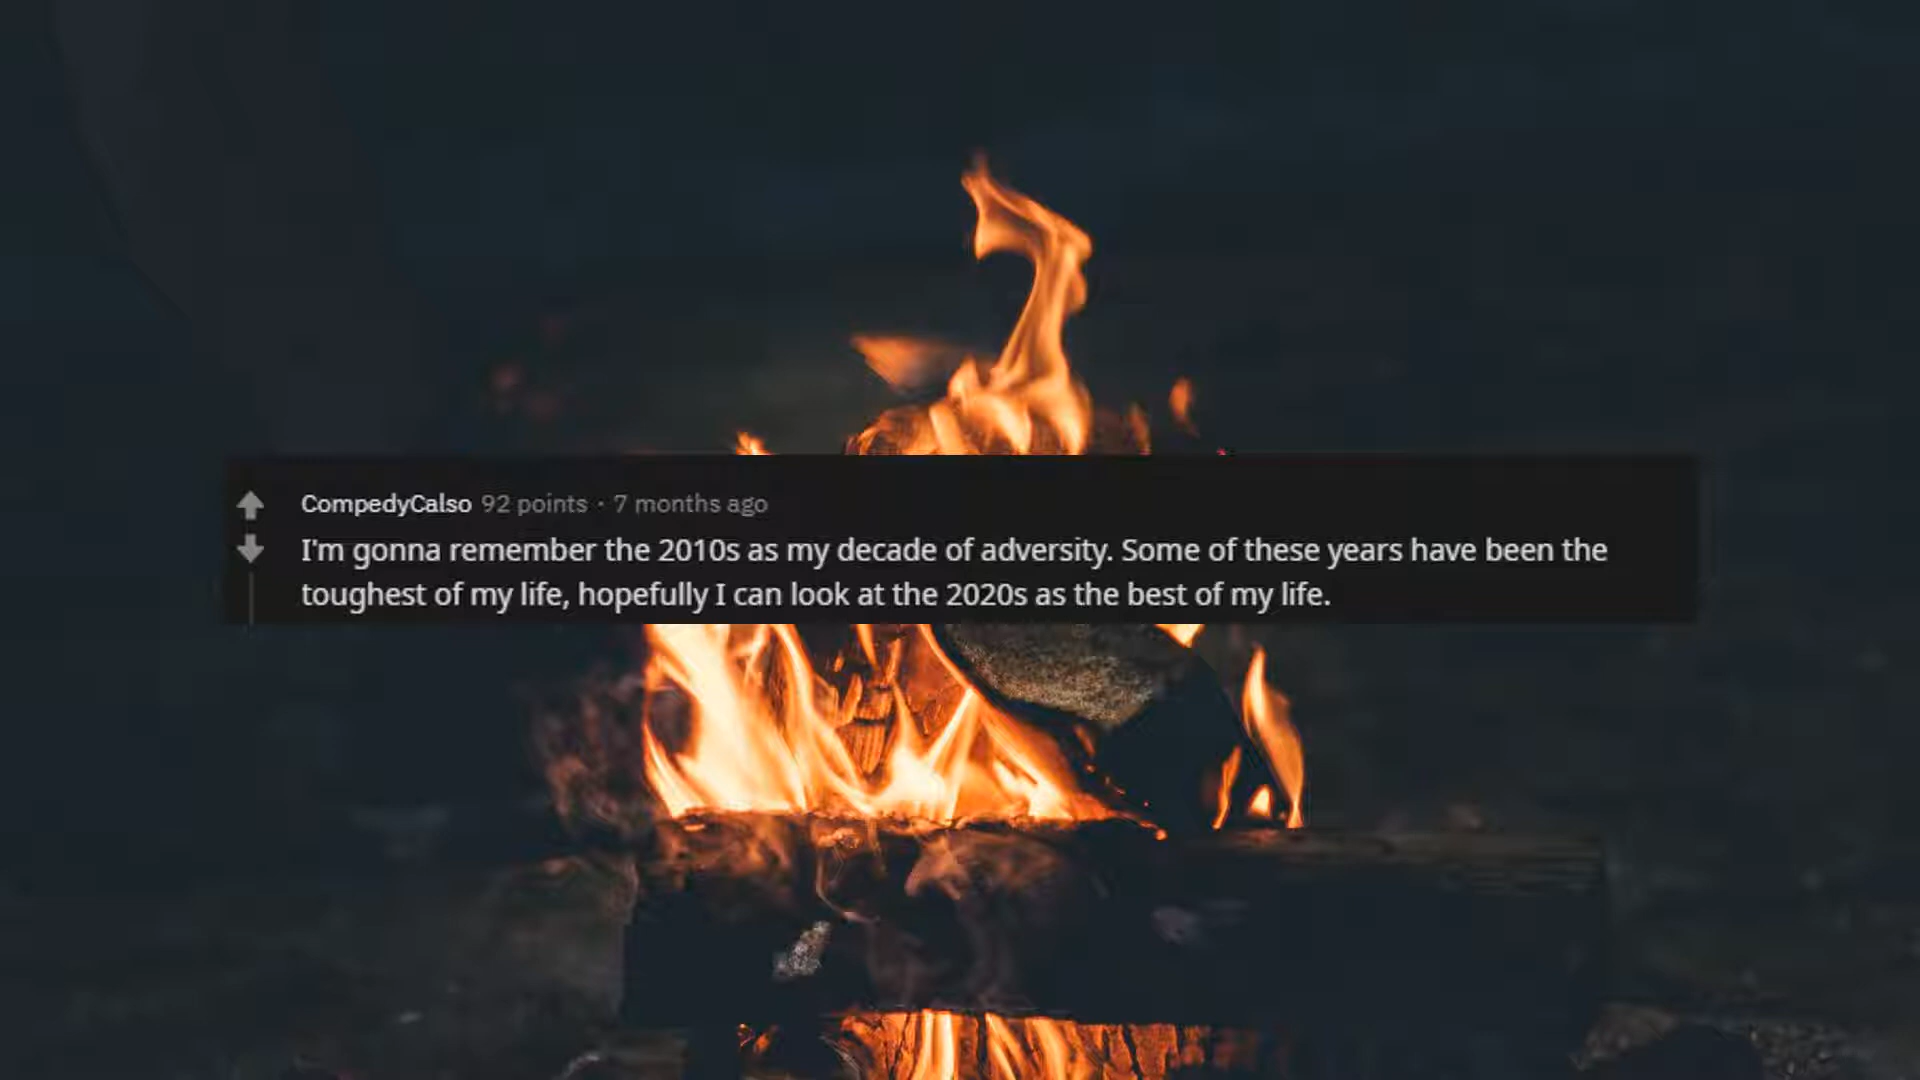 CompedyCalso 92 points · 7 months ago
I'm gonna remember the 2010s as my decade of adversity. Some of these years have been the
toughest of my life, hopefully I can look at the 2020s as the best of my life.